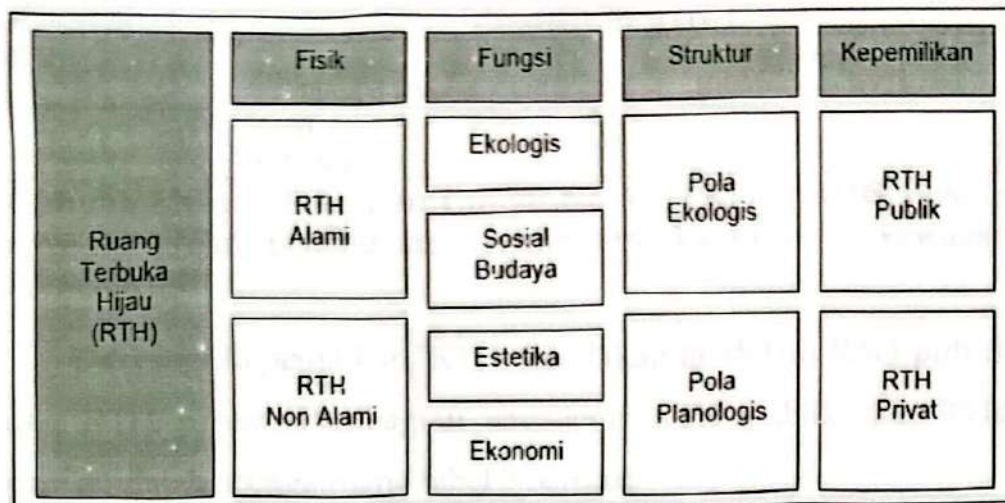 Ruang
Terbuka
Hijau
(RTH)
Fisik
RTH
Alami
RTH
Non Alami
Fungsi
Ekologis
Sosial
Budaya
Estetika
Ekonomi
Struktur
Pola
Ekologis
Pola
Planologis
Kepemilikan
RTH
Publik
RTH
Privat